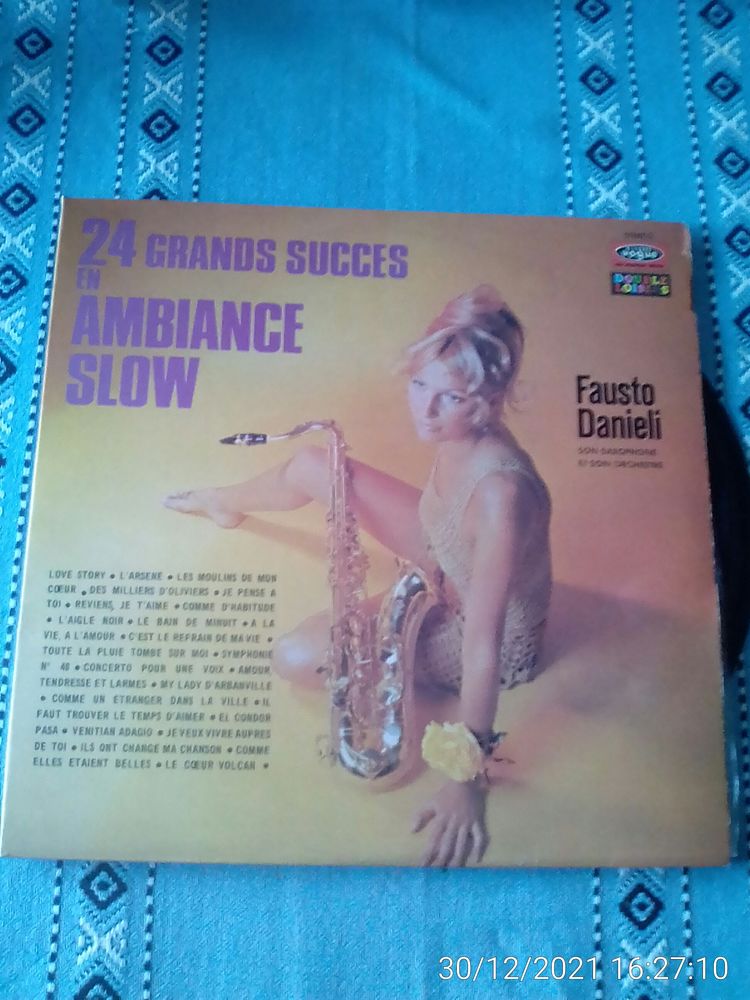 24 GRANDS SUCCES
EN
AMBIANCE
SLOW
STEREO
vogue
DOUBLE
LOISIRS
Fausto
Danieli
SON SAXOPHONE
ET SON ORCHESTRE
LOVE STORY • L'ARSENE • LES MOULINS DE MON
CŒUR • DES MILLIERS D'OLIVIERS • JE PENSE A
TOI • REVIENS, JE T'AIME • COMME D'HABITUDE
• L'AIGLE NOIR • LE BAIN DE MINUIT • A LA
VIE, A L'AMOUR • C'EST LE REFRAIN DE MA VIE •
TOUTE LA PLUIE TOMBE SUR MOI • SYMPHONIE
N° 40 • CONCERTO POUR UNE VOIX • AMOUR,
TENDRESSE ET LARMES • MY LADY D'ARBANVILLE
• COMME UN ETRANGER DANS LA VILLE • IL
FAUT TROUVER LE TEMPS D'AIMER • EL CONDOR
PASA • VENITIAN ADAGIO • JE VEUX VIVRE AUPRES
DE TOI • ILS ONT CHANGE MA CHANSON • COMME
ELLES ETAIENT BELLES • LE CŒUR VOLCAN •
30/12/2021 16:27:10